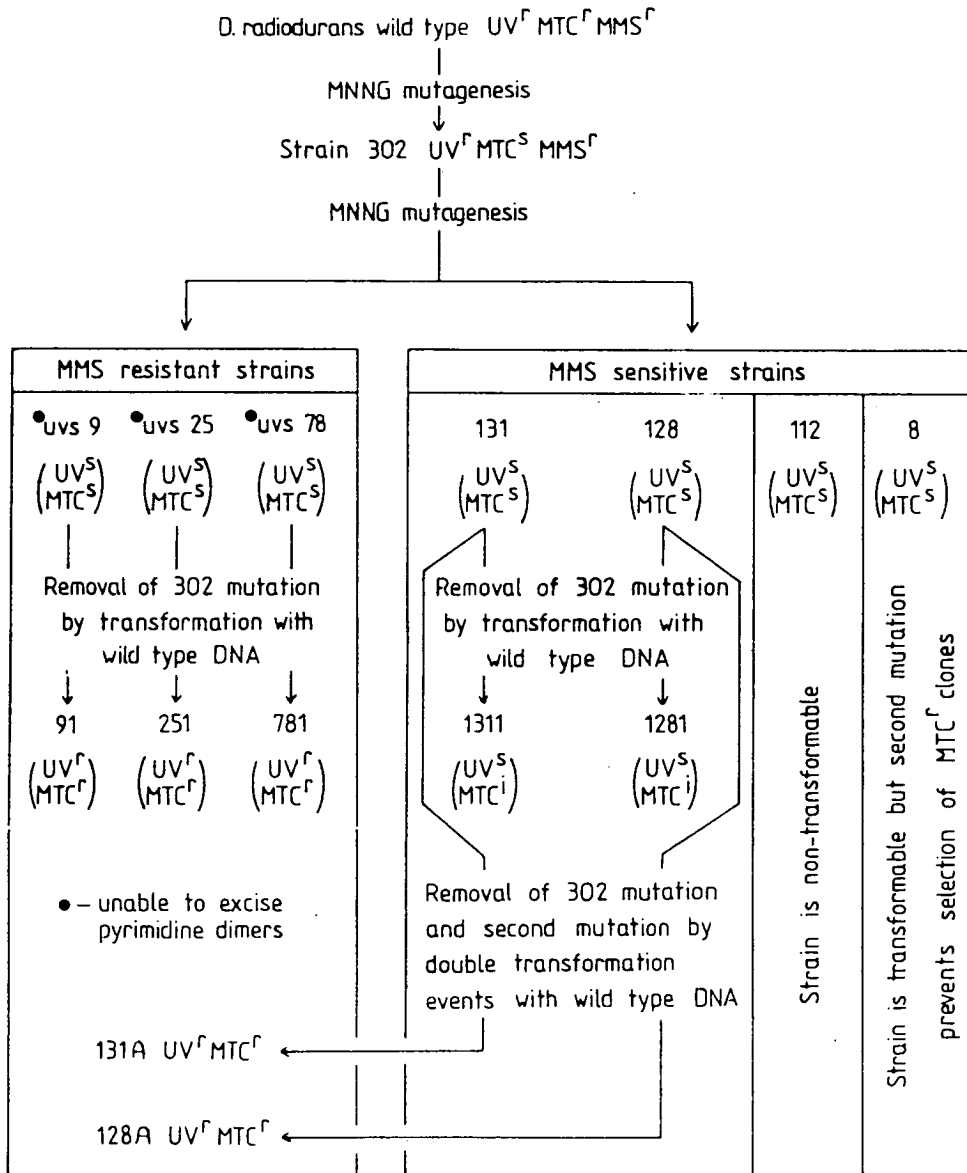 D. radiodurans wild type UVʳ MTCʳ MMSʳ
MNNG mutagenesis
Strain 302 UVʳ MTCˢ MMSʳ
MNNG mutagenesis
MMS resistant strains
●uvs 9 ●uvs 25 ●uvs 78
(UVˢ MTCˢ) (UVˢ MTCˢ) (UVˢ MTCˢ)
Removal of 302 mutation
by transformation with
wild type DNA
91 251 781
(UVʳ MTCʳ) (UVʳ MTCʳ) (UVʳ MTCʳ)
● – unable to excise
pyrimidine dimers
131A UVʳ MTCʳ
128A UVʳ MTCʳ
MMS sensitive strains
131 128 112 8
(UVˢ MTCˢ) (UVˢ MTCˢ) (UVˢ MTCˢ) (UVˢ MTCˢ)
Removal of 302 mutation
by transformation with
wild type DNA
1311 1281
(UVˢ MTCⁱ) (UVˢ MTCⁱ)
Removal of 302 mutation
and second mutation by
double transformation
events with wild type DNA
Strain is non-transformable
Strain is transformable but second mutation
prevents selection of MTCʳ clones